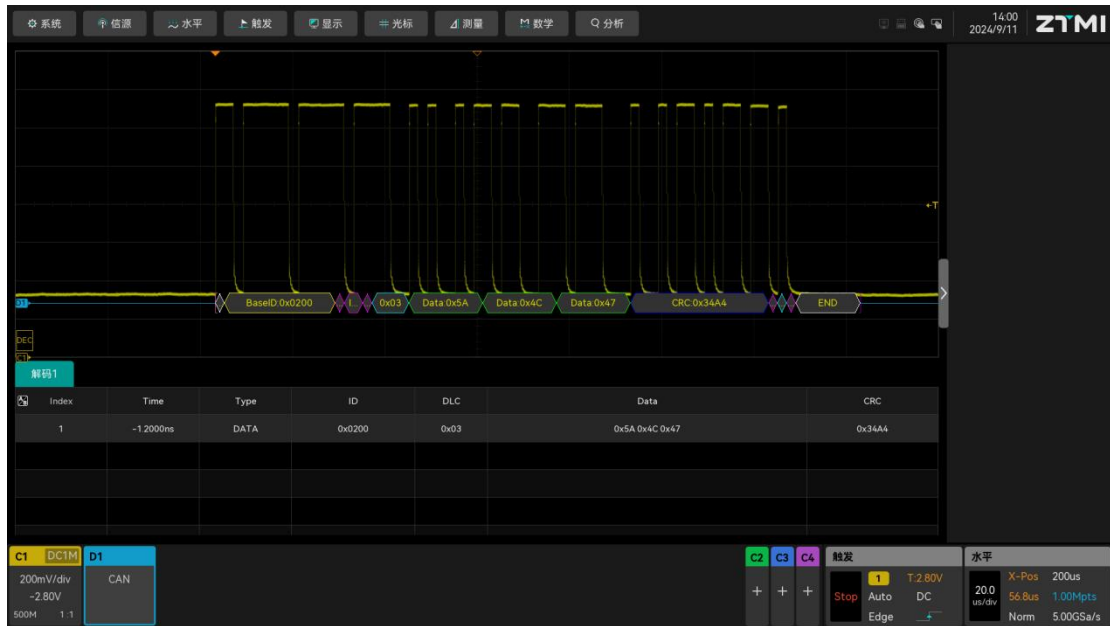 系统 信源 水平 触发 显示 光标 测量 数学 分析 14:00 2024/9/11 ZTMI
T
D1 BaseID:0x0200 I... 0x03 Data:0x5A Data:0x4C Data:0x47 CRC:0x34A4 END
DEC
C1
解码1
Index Time Type ID DLC Data CRC
1 -1.2000ns DATA 0x0200 0x03 0x5A 0x4C 0x47 0x34A4
C1 DC1M D1 C2 C3 C4 触发 水平
200mV/div CAN 1 T:2.80V X-Pos 200us
-2.80V + + + Stop Auto DC 20.0 us/div 56.8us 1.00Mpts
500M 1:1 Edge Norm 5.00GSa/s